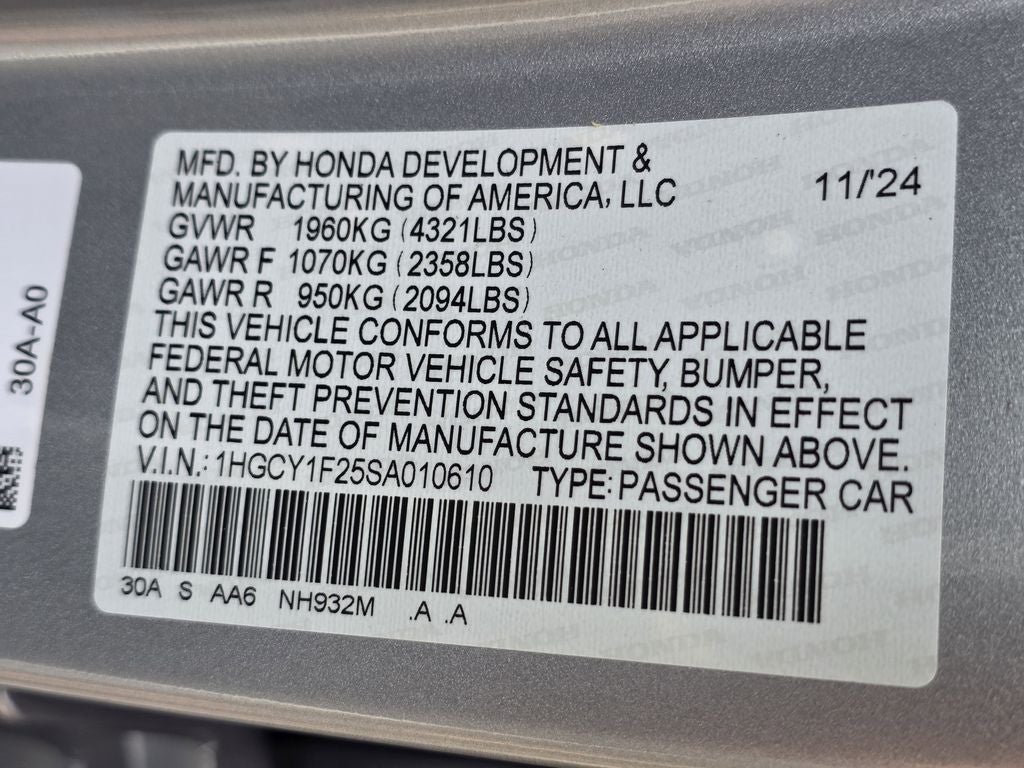 MFD. BY HONDA DEVELOPMENT &
MANUFACTURING OF AMERICA, LLC
11/'24
GVWR 1960KG (4321LBS)
GAWR F 1070KG (2358LBS)
GAWR R 950KG (2094LBS)
THIS VEHICLE CONFORMS TO ALL APPLICABLE
FEDERAL MOTOR VEHICLE SAFETY, BUMPER,
AND THEFT PREVENTION STANDARDS IN EFFECT
ON THE DATE OF MANUFACTURE SHOWN ABOVE.
V.I.N.: 1HGCY1F25SA010610 TYPE: PASSENGER CAR
30A S AA6 NH932M .A .A
30A-A0
HONDA